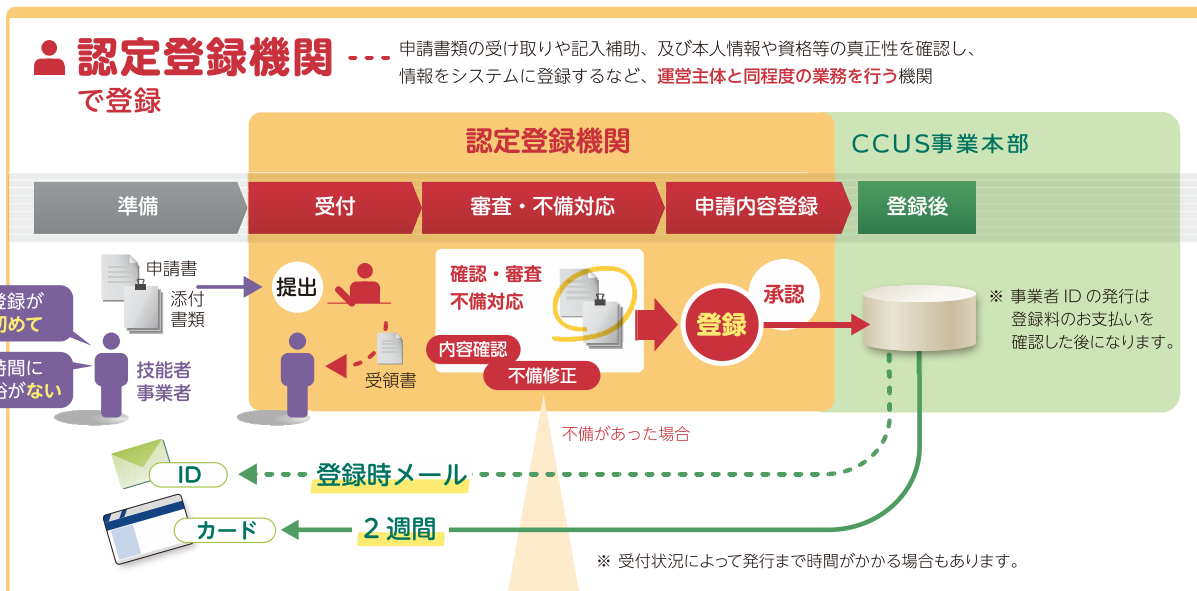 認定登録機関
で登録
申請書類の受け取りや記入補助、及び本人情報や資格等の真正性を確認し、
情報をシステムに登録するなど、運営主体と同程度の業務を行う機関
認定登録機関
CCUS事業本部
準備
受付
審査・不備対応
申請内容登録
登録後
申請書
添付
書類
提出
確認・審査
不備対応
内容確認
不備修正
登録
承認
※ 事業者 ID の発行は
登録料のお支払いを
確認した後になります。
登録が
初めて
時間に
裕がない
技能者
事業者
受領書
不備があった場合
ID
登録時メール
カード
2週間
※ 受付状況によって発行まで時間がかかる場合もあります。